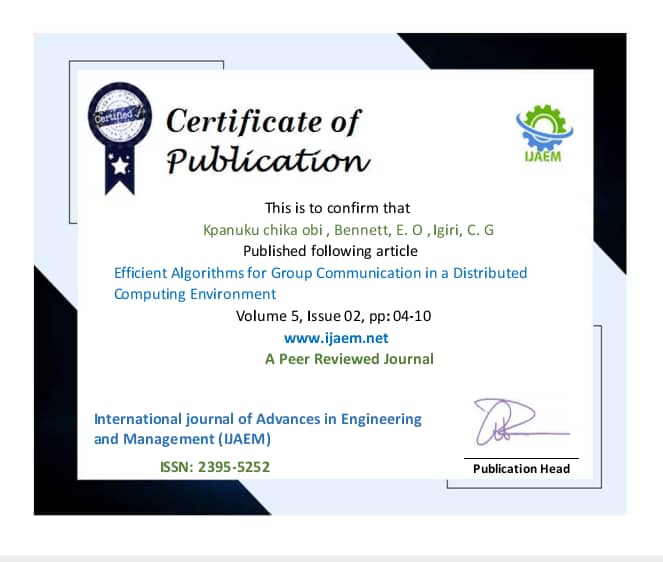 Certified
Certificate of
Publication
IJAEM
This is to confirm that
Kpanuku chika obi , Bennett, E. O , Igiri, C. G
Published following article
Efficient Algorithms for Group Communication in a Distributed
Computing Environment
Volume 5, Issue 02, pp: 04-10
www.ijaem.net
A Peer Reviewed Journal
International journal of Advances in Engineering
and Management (IJAEM)
ISSN: 2395-5252
Publication Head